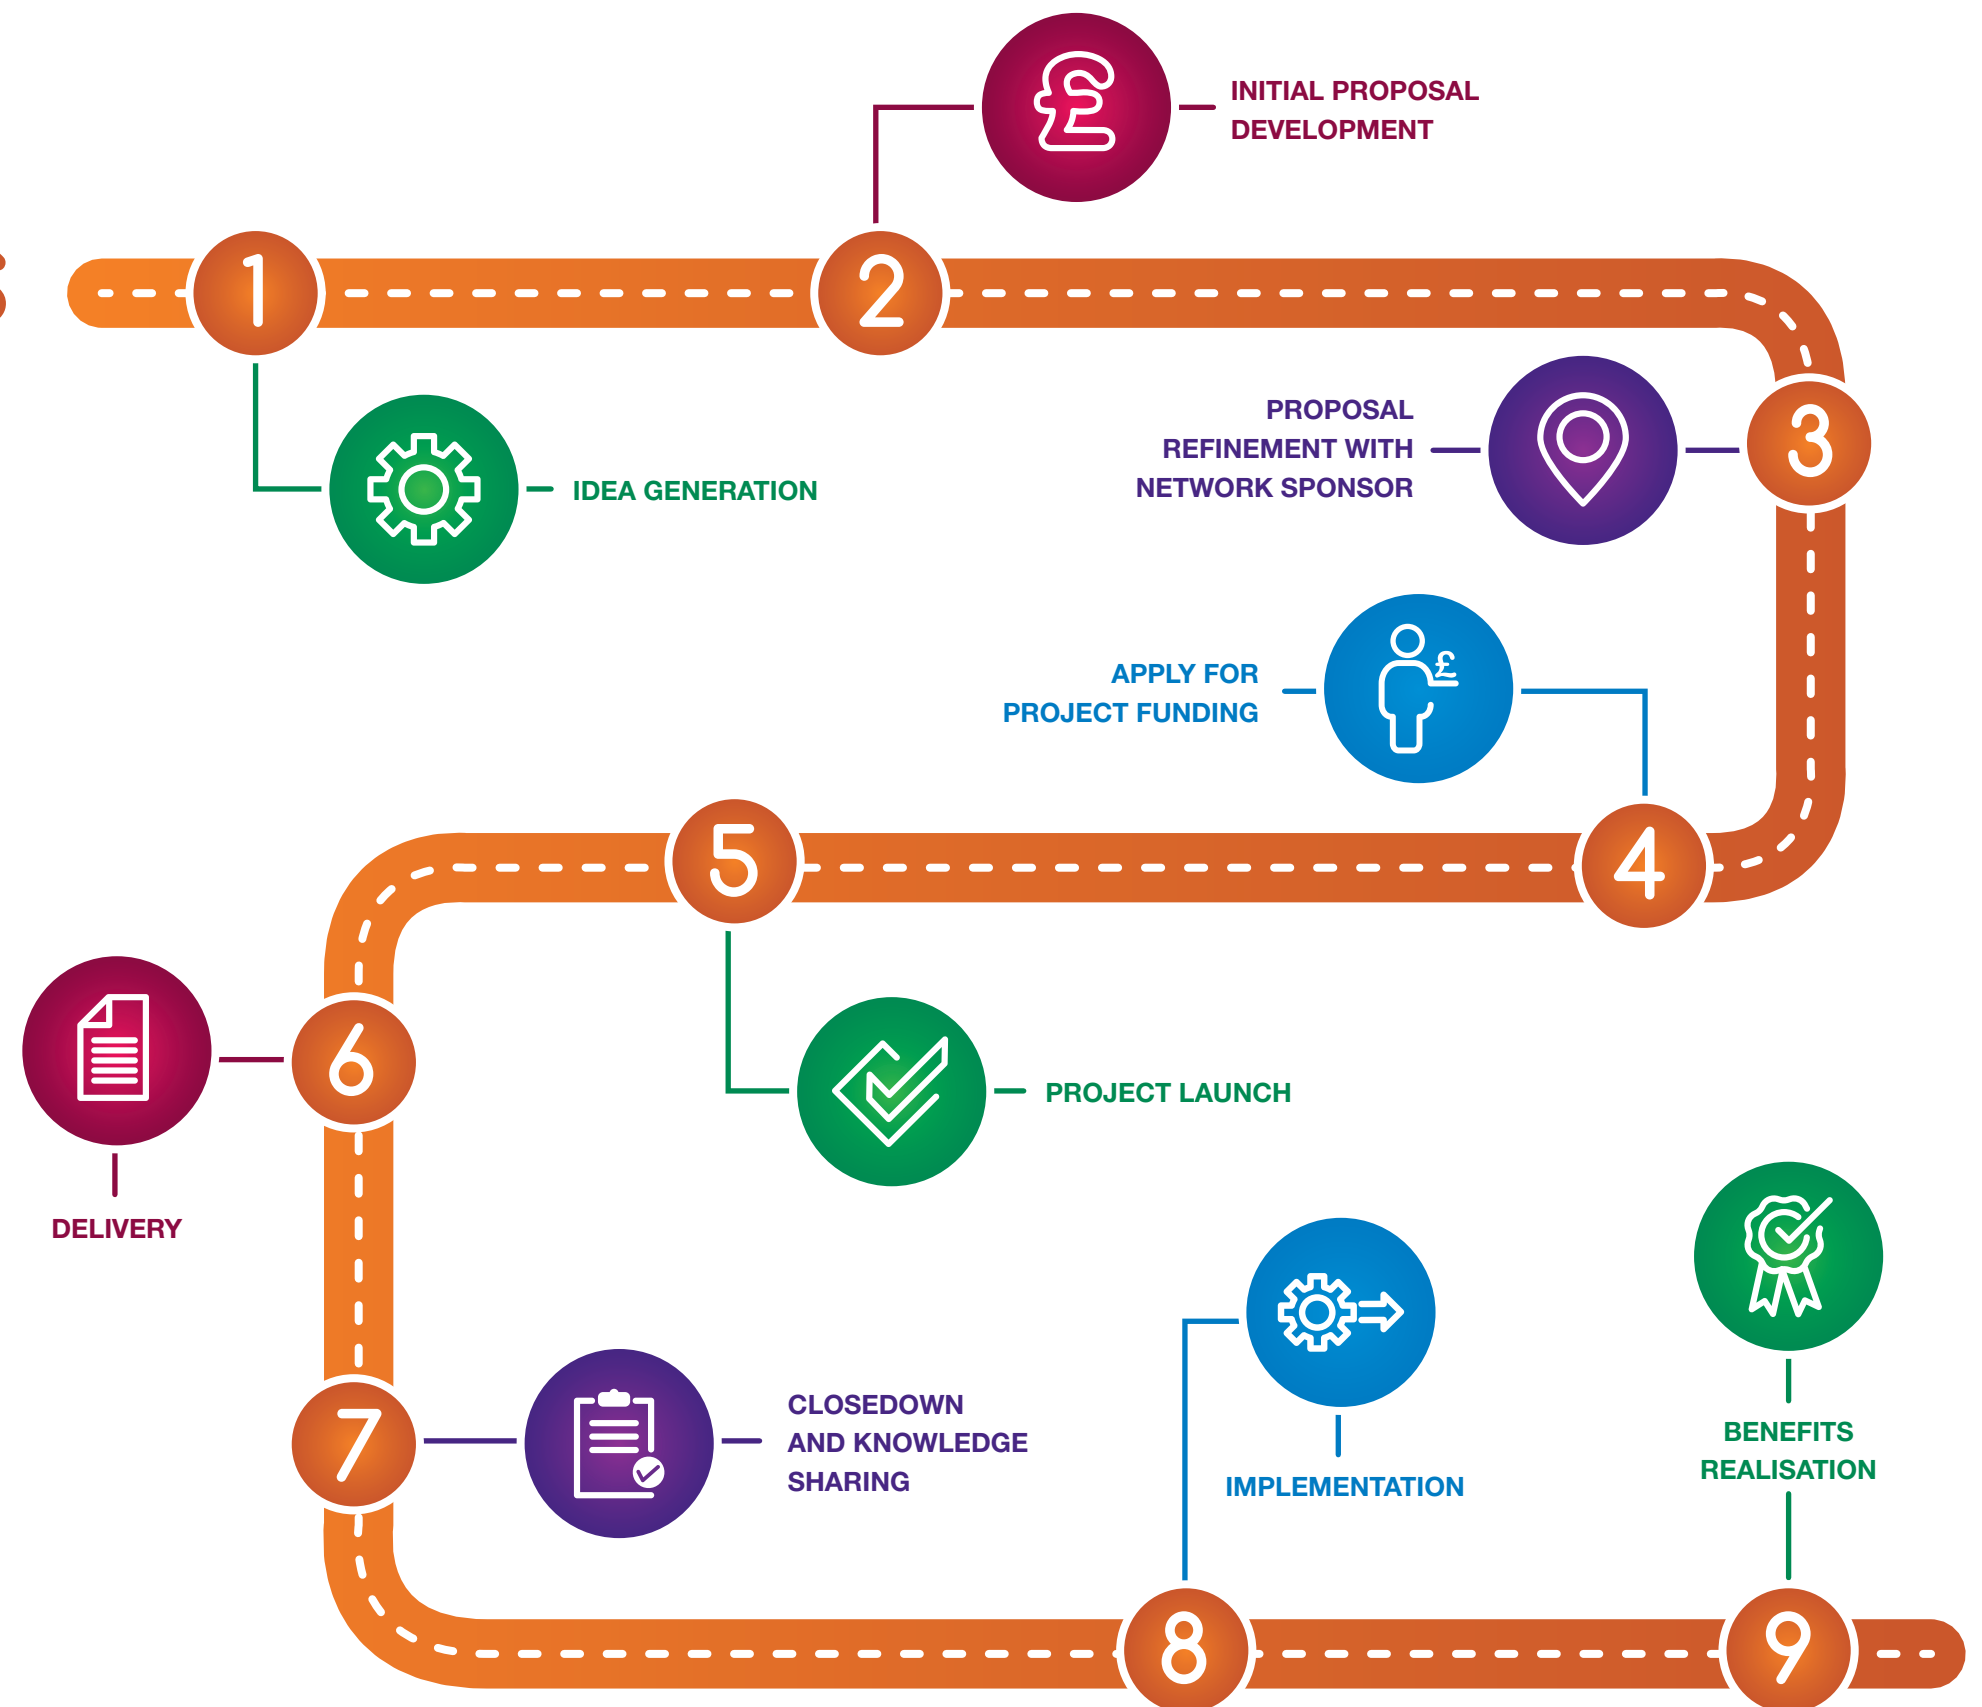 1
IDEA GENERATION
2
INITIAL PROPOSAL
DEVELOPMENT
3
PROPOSAL
REFINEMENT WITH
NETWORK SPONSOR
4
APPLY FOR
PROJECT FUNDING
£
5
PROJECT LAUNCH
6
DELIVERY
7
CLOSEDOWN
AND KNOWLEDGE
SHARING
8
IMPLEMENTATION
9
BENEFITS
REALISATION
£